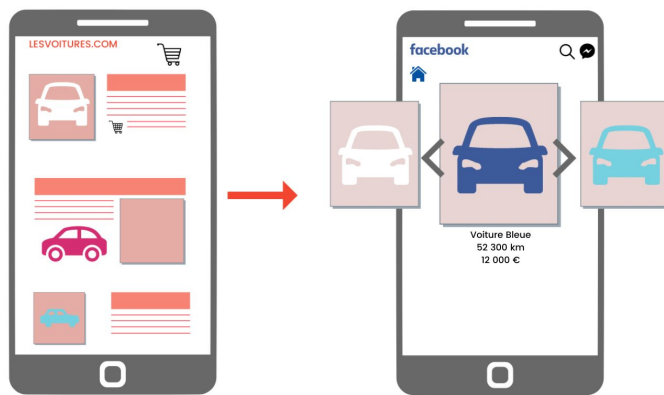 LESVOITURES.COM
facebook
Voiture Bleue
52 300 km
12 000 €